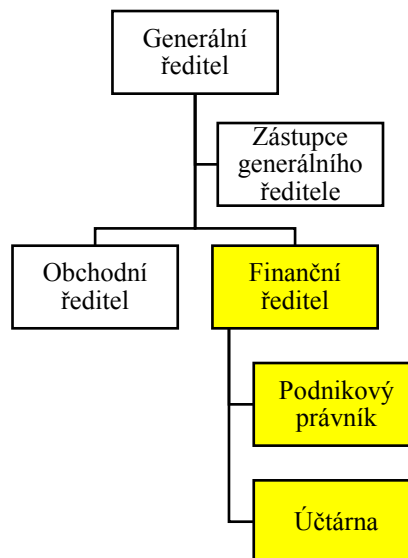 Generální
ředitel
Zástupce
generálního
ředitele
Obchodní
ředitel
Finanční
ředitel
Podnikový
právník
Účtárna